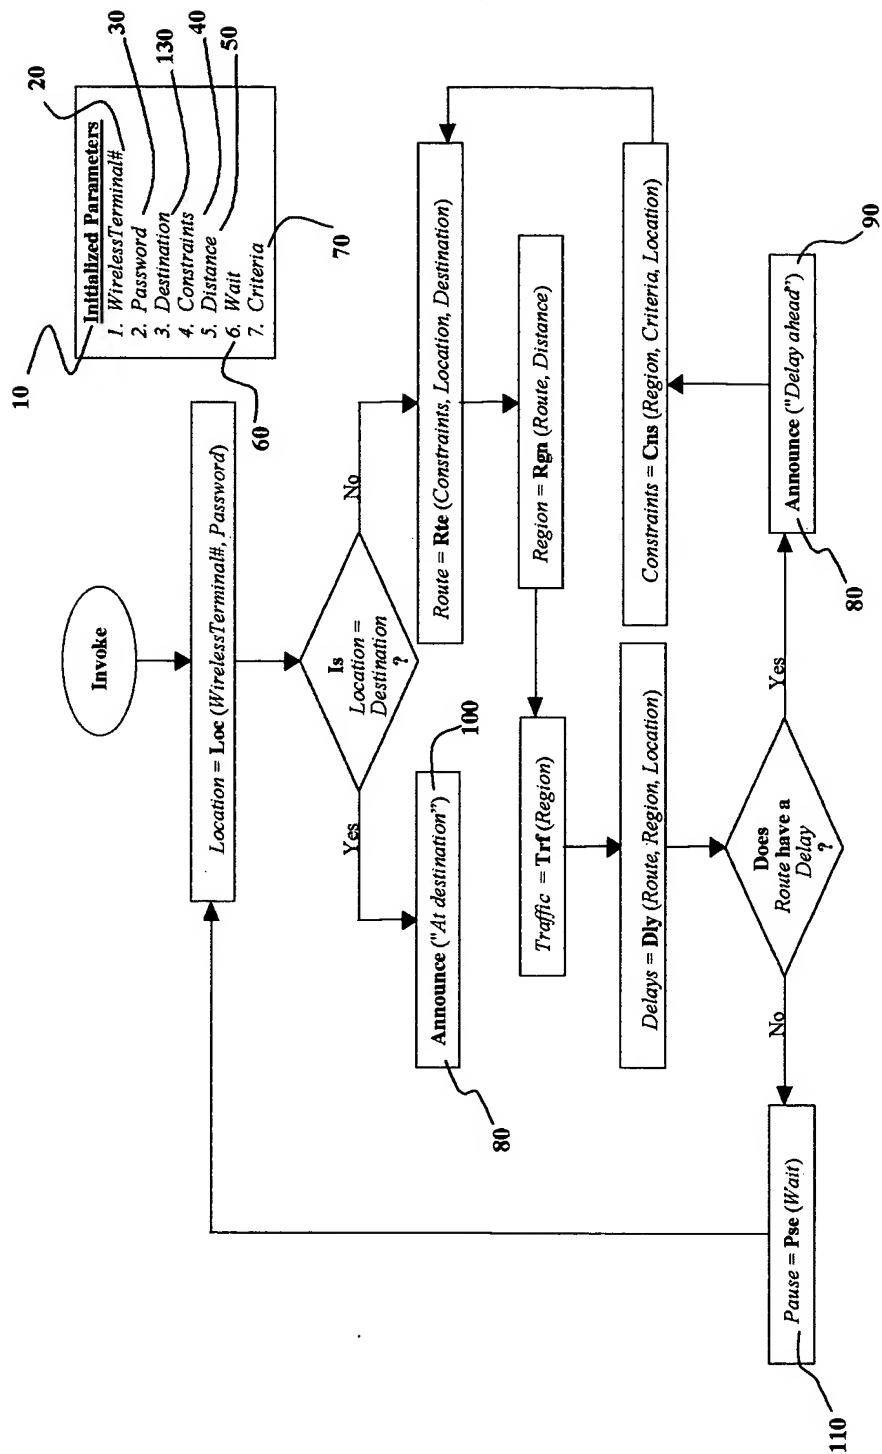 10
Initialized Parameters
20
1. WirelessTerminal#
2. Password
30
3. Destination
130
4. Constraints
40
5. Distance
50
6. Wait
60
7. Criteria
70
Invoke
Location = Loc (WirelessTerminal#, Password)
Is
Location =
Destination
?
Yes
No
Announce ("At destination")
100
80
Route = Rte (Constraints, Location, Destination)
Region = Rgn (Route, Distance)
Traffic = Trf (Region)
Delays = Dly (Route, Region, Location)
Constraints = Cns (Region, Criteria, Location)
Does
Route have a
Delay
?
No
Yes
Pause = Pse (Wait)
110
Announce ("Delay ahead")
80
90